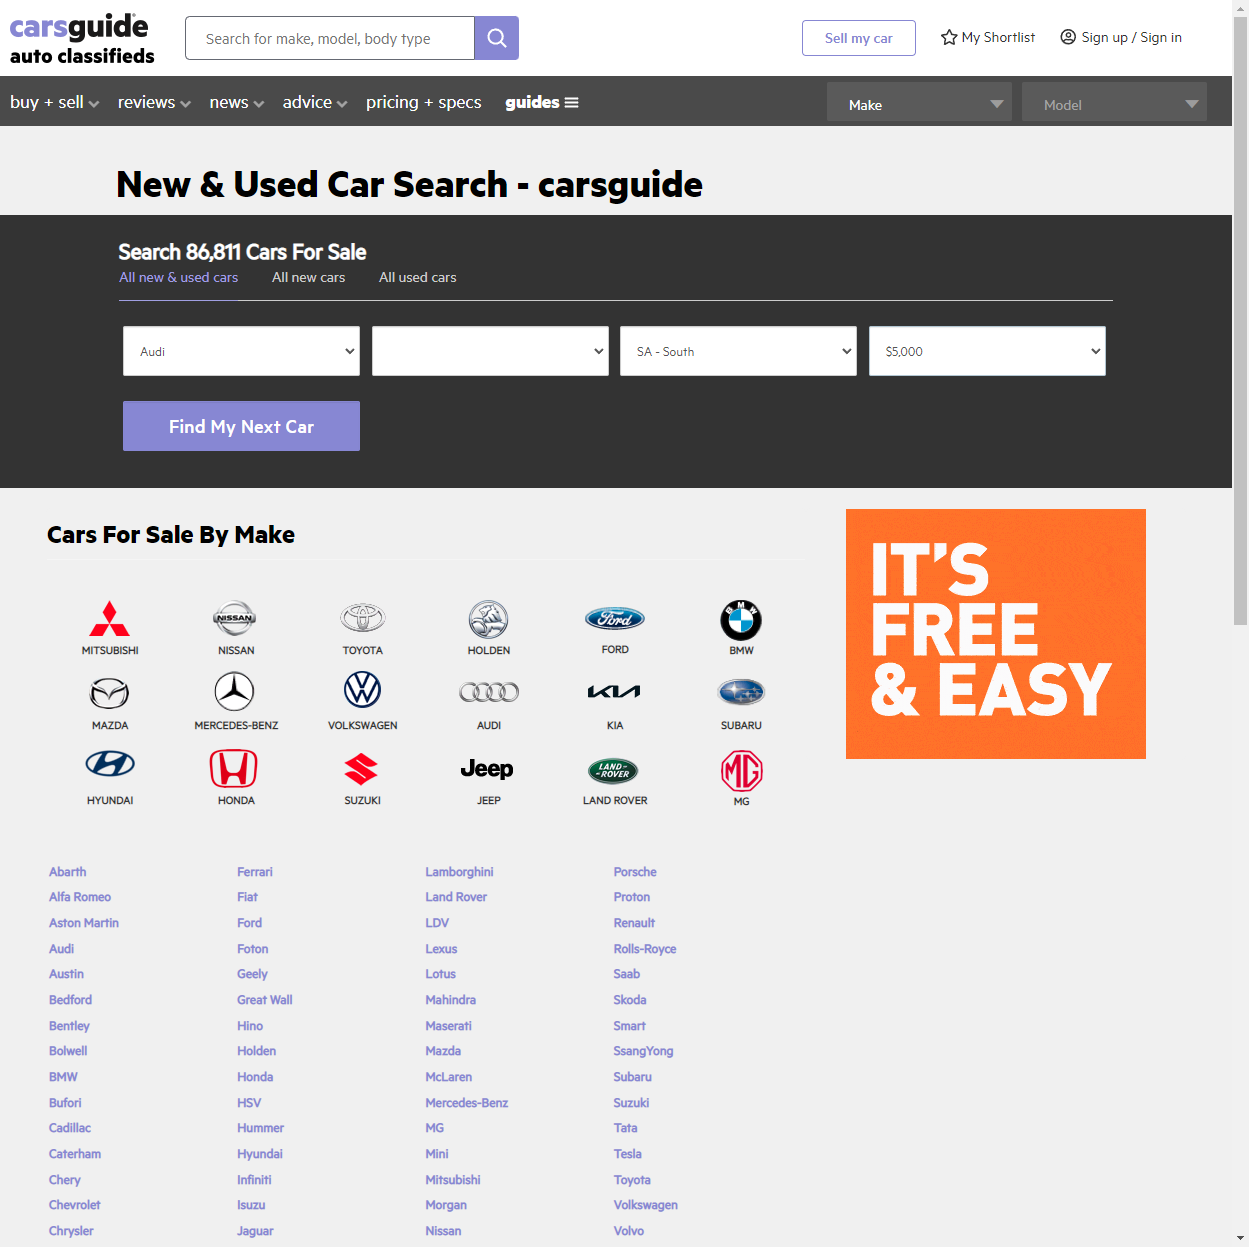 carsguide
auto classifieds
Search for make, model, body type
Sell my car
My Shortlist
Sign up / Sign in
buy + sell
reviews
news
advice
pricing + specs
guides
Make
Model
New & Used Car Search - carsguide
Search 86,811 Cars For Sale
All new & used cars
All new cars
All used cars
Audi
SA - South
$5,000
Find My Next Car
Cars For Sale By Make
IT'S
FREE
& EASY
NISSAN
Ford
BMW
MITSUBISHI
NISSAN
TOYOTA
HOLDEN
FORD
BMW
KIA
MAZDA
MERCEDES-BENZ
VOLKSWAGEN
AUDI
KIA
SUBARU
Jeep
LAND-
-ROVER
MG
HYUNDAI
HONDA
SUZUKI
JEEP
LAND ROVER
MG
Abarth
Alfa Romeo
Aston Martin
Audi
Austin
Bedford
Bentley
Bolwell
BMW
Bufori
Cadillac
Caterham
Chery
Chevrolet
Chrysler
Ferrari
Fiat
Ford
Foton
Geely
Great Wall
Hino
Holden
Honda
HSV
Hummer
Hyundai
Infiniti
Isuzu
Jaguar
Lamborghini
Land Rover
LDV
Lexus
Lotus
Mahindra
Maserati
Mazda
McLaren
Mercedes-Benz
MG
Mini
Mitsubishi
Morgan
Nissan
Porsche
Proton
Renault
Rolls-Royce
Saab
Skoda
Smart
SsangYong
Subaru
Suzuki
Tata
Tesla
Toyota
Volkswagen
Volvo